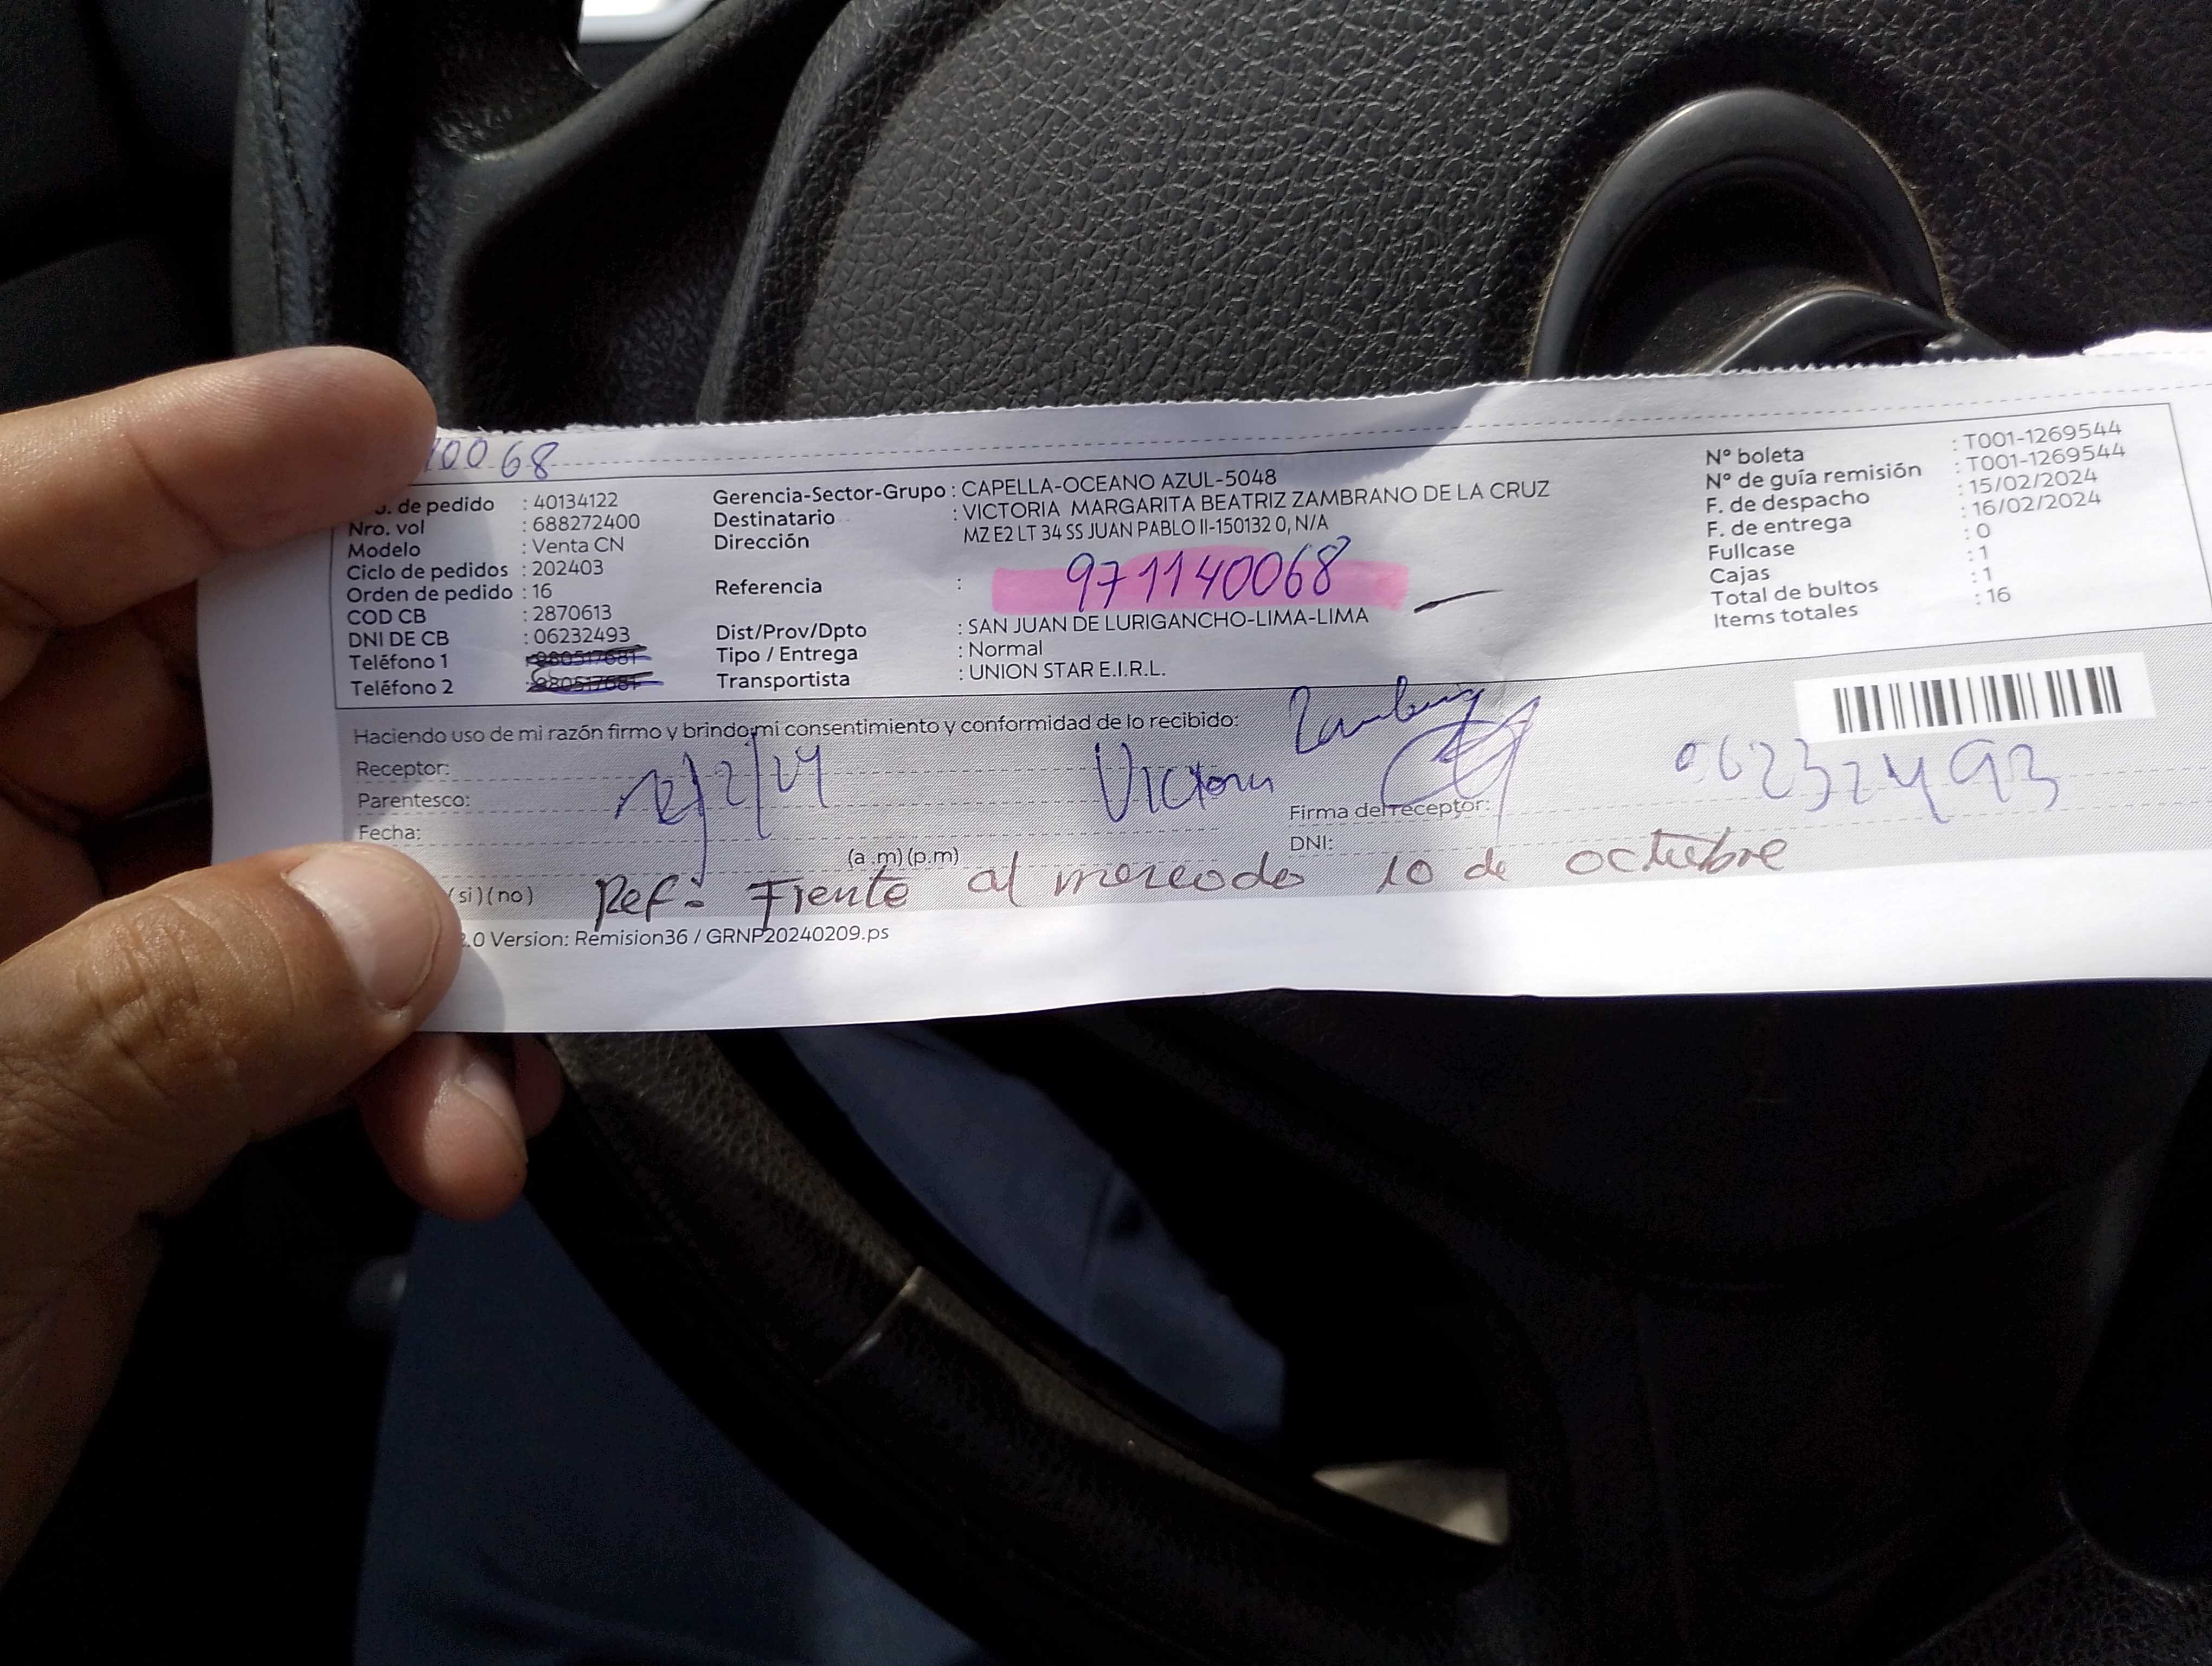 10068
o. de pedido : 40134122
Nro. vol : 688272400
Modelo : Venta CN
Ciclo de pedidos : 202403
Orden de pedido : 16
COD CB : 2870613
DNI DE CB : 06232493
Teléfono 1 : 980517681
Teléfono 2 : 980517681
Gerencia-Sector-Grupo : CAPELLA-OCEANO AZUL-5048
Destinatario : VICTORIA MARGARITA BEATRIZ ZAMBRANO DE LA CRUZ
Dirección MZ E2 LT 34 SS JUAN PABLO II-150132 0, N/A
Referencia : 971140068
Dist/Prov/Dpto : SAN JUAN DE LURIGANCHO-LIMA-LIMA
Tipo / Entrega : Normal
Transportista : UNION STAR E.I.R.L.
Nº boleta : T001-1269544
Nº de guía remisión : T001-1269544
F. de despacho : 15/02/2024
F. de entrega : 16/02/2024
Fullcase : 0
Cajas : 1
Total de bultos : 1
Items totales : 16
Haciendo uso de mi razón firmo y brindo mi consentimiento y conformidad de lo recibido:
Receptor:
Parentesco:
Fecha:
(a .m) (p.m)
Victoria
Firma del receptor:
DNI:
(si) (no)
Ref: Frente al mercado 10 de octubre
2.0 Version: Remision36 / GRNP20240209.ps